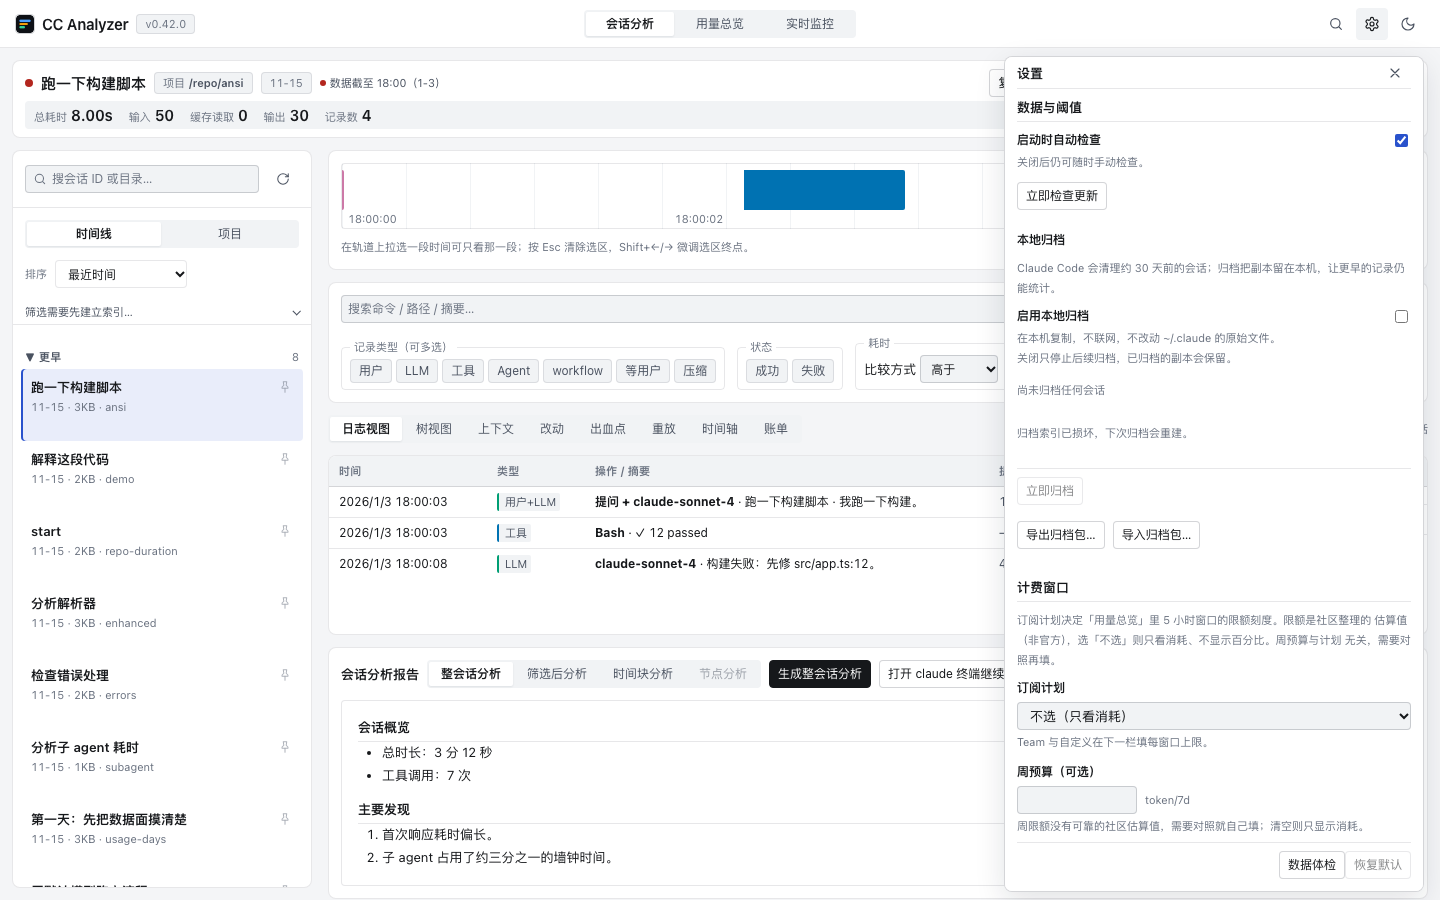 CC Analyzer v0.42.0
会话分析 用量总览 实时监控
跑一下构建脚本 项目 /repo/ansi 11-15 数据截至 18:00 (1-3)
总耗时 8.00s 输入 50 缓存读取 0 输出 30 记录数 4
搜会话 ID 或目录...
时间线 项目
排序 最近时间
筛选需要先建立索引...
▼ 更早 8
跑一下构建脚本
11-15 · 3KB · ansi
解释这段代码
11-15 · 2KB · demo
start
11-15 · 2KB · repo-duration
分析解析器
11-15 · 3KB · enhanced
检查错误处理
11-15 · 2KB · errors
分析子 agent 耗时
11-15 · 1KB · subagent
第一天：先把数据面摸清楚
11-15 · 3KB · usage-days
18:00:00 18:00:02
在轨道上拉选一段时间可只看那一段；按 Esc 清除选区，Shift+←/→ 微调选区终点。
搜索命令 / 路径 / 摘要...
记录类型（可多选） 状态 耗时
用户 LLM 工具 Agent workflow 等用户 压缩 成功 失败 比较方式 高于
日志视图 树视图 上下文 改动 出血点 重放 时间轴 账单
时间 类型 操作 / 摘要
2026/1/3 18:00:03 用户+LLM 提问 + claude-sonnet-4 · 跑一下构建脚本 · 我跑一下构建。
2026/1/3 18:00:03 工具 Bash · ✓ 12 passed
2026/1/3 18:00:08 LLM claude-sonnet-4 · 构建失败：先修 src/app.ts:12。
会话分析报告 整会话分析 筛选后分析 时间块分析 节点分析 生成整会话分析 打开 claude 终端继续
会话概览
• 总时长：3 分 12 秒
• 工具调用：7 次
主要发现
1. 首次响应耗时偏长。
2. 子 agent 占用了约三分之一的墙钟时间。
设置
数据与阈值
启动时自动检查
关闭后仍可随时手动检查。
立即检查更新
本地归档
Claude Code 会清理约 30 天前的会话；归档把副本留在本机，让更早的记录仍
能统计。
启用本地归档
在本机复制，不联网，不改动 ~/.claude 的原始文件。
关闭只停止后续归档，已归档的副本会保留。
尚未归档任何会话
归档索引已损坏，下次归档会重建。
立即归档
导出归档包... 导入归档包...
计费窗口
订阅计划决定「用量总览」里 5 小时窗口的限额刻度。限额是社区整理的 估算值
（非官方），选「不选」则只看消耗、不显示百分比。周预算与计划 无关，需要对
照再填。
订阅计划
不选（只看消耗）
Team 与自定义在下一栏填每窗口上限。
周预算（可选）
token/7d
周限额没有可靠的社区估算值，需要对照就自己填；清空则只显示消耗。
数据体检 恢复默认